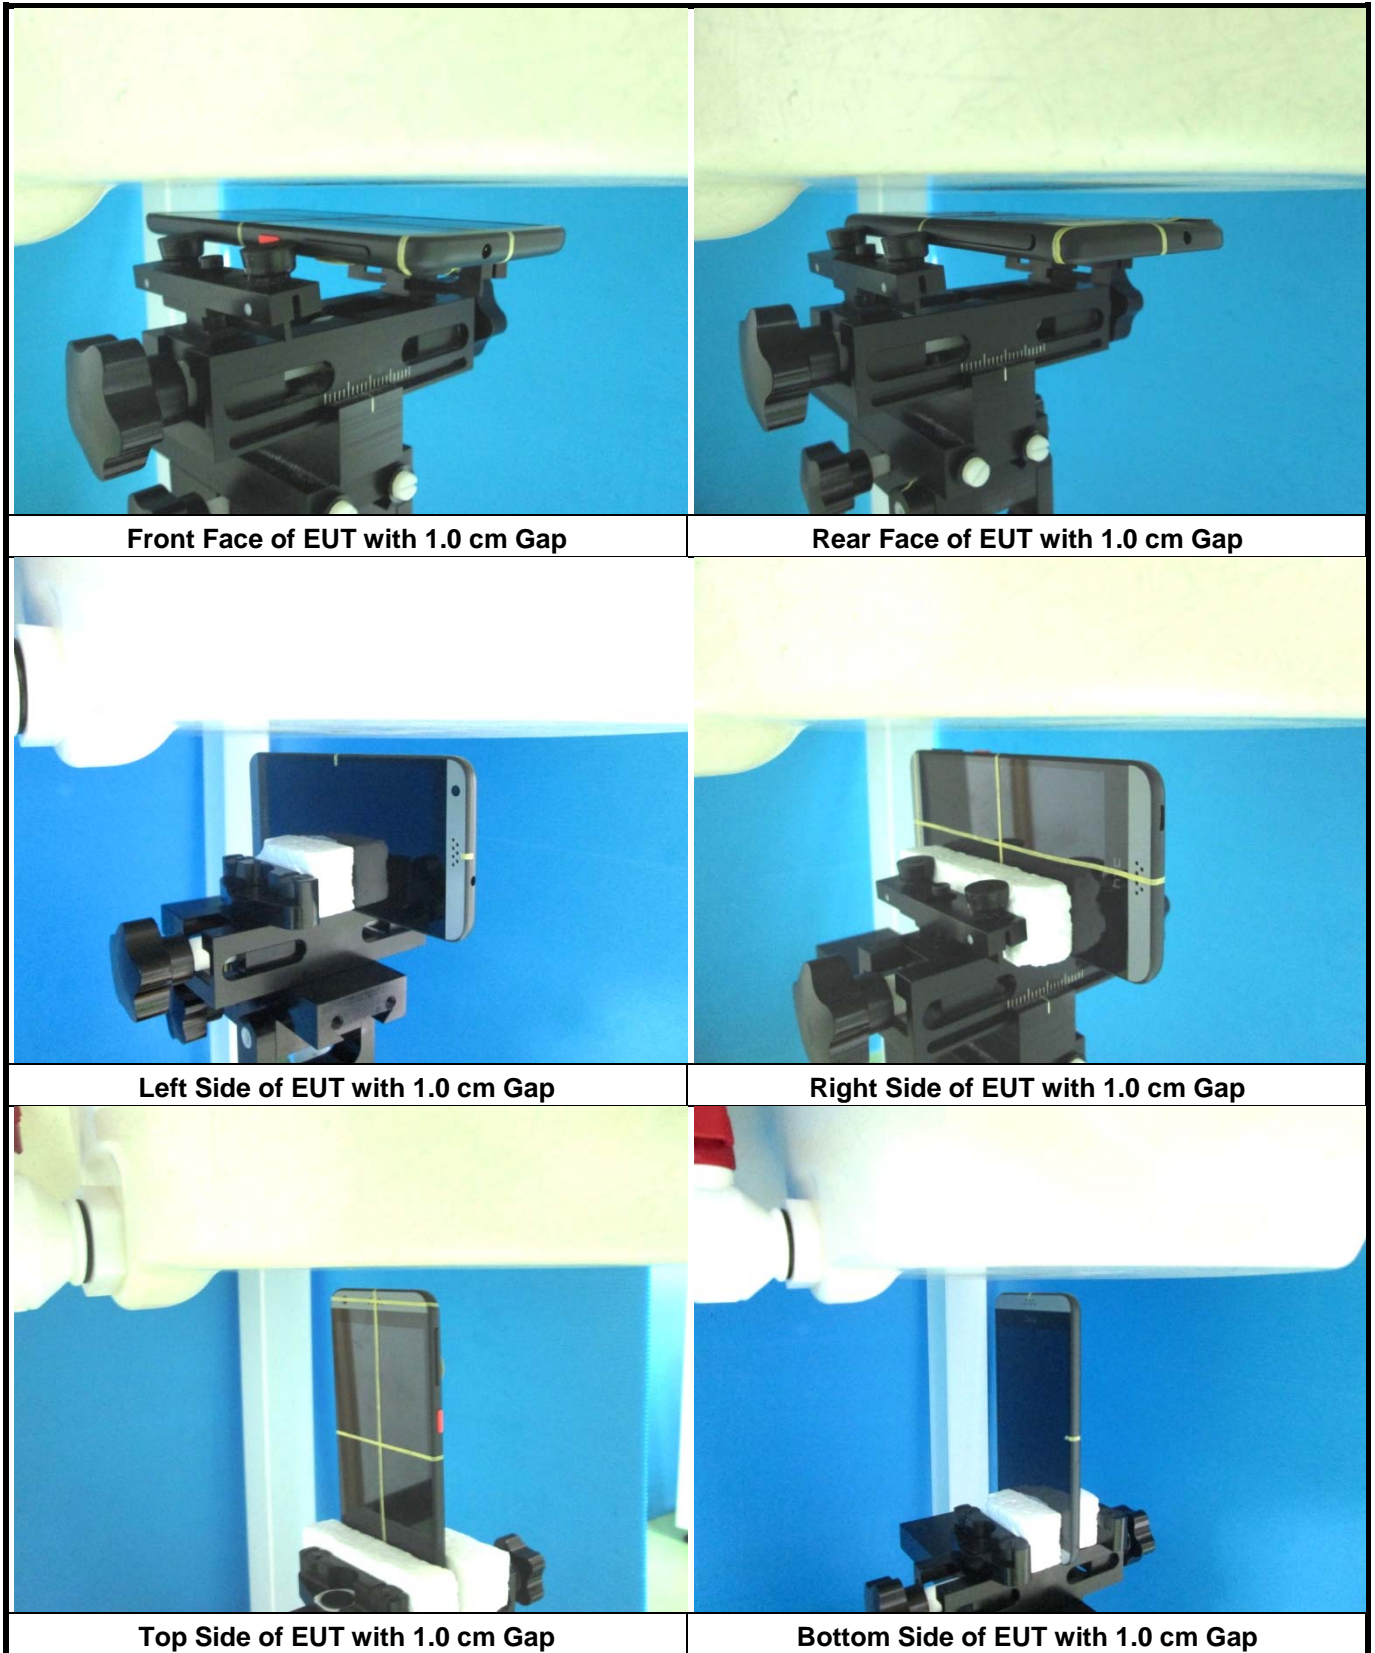 Front Face of EUT with 1.0 cm Gap
Rear Face of EUT with 1.0 cm Gap
Left Side of EUT with 1.0 cm Gap
Right Side of EUT with 1.0 cm Gap
Top Side of EUT with 1.0 cm Gap
Bottom Side of EUT with 1.0 cm Gap